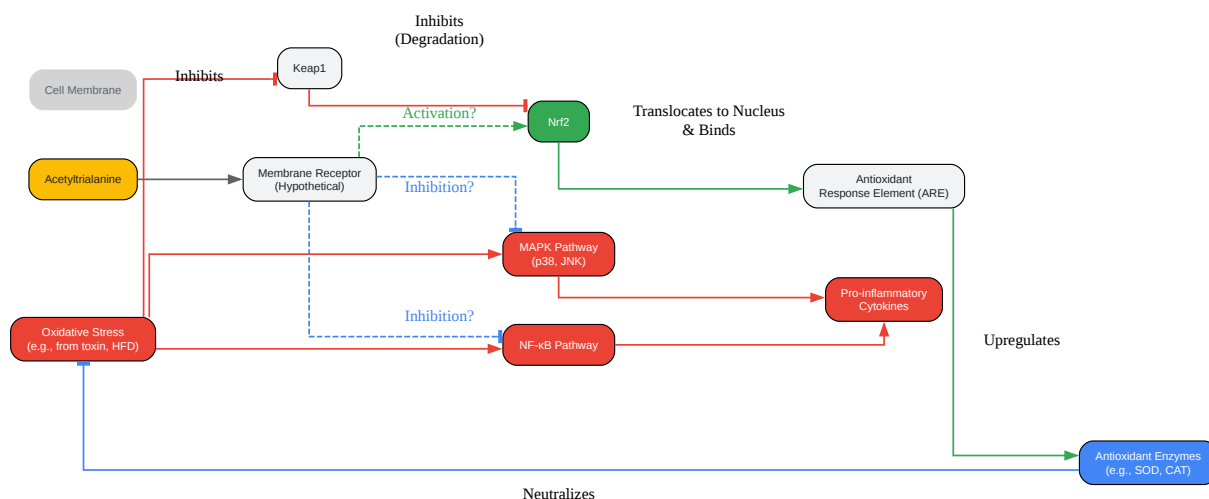 Inhibits
(Degradation)
Keap1
Inhibits
Cell Membrane
Activation?
Nrf2
Translocates to Nucleus
& Binds
Acetyltrialanine
Membrane Receptor
(Hypothetical)
Inhibition?
Antioxidant
Response Element (ARE)
MAPK Pathway
(p38, JNK)
Pro-inflammatory
Cytokines
Inhibition?
Oxidative Stress
(e.g., from toxin, HFD)
NF-κB Pathway
Upregulates
Antioxidant Enzymes
(e.g., SOD, CAT)
Neutralizes